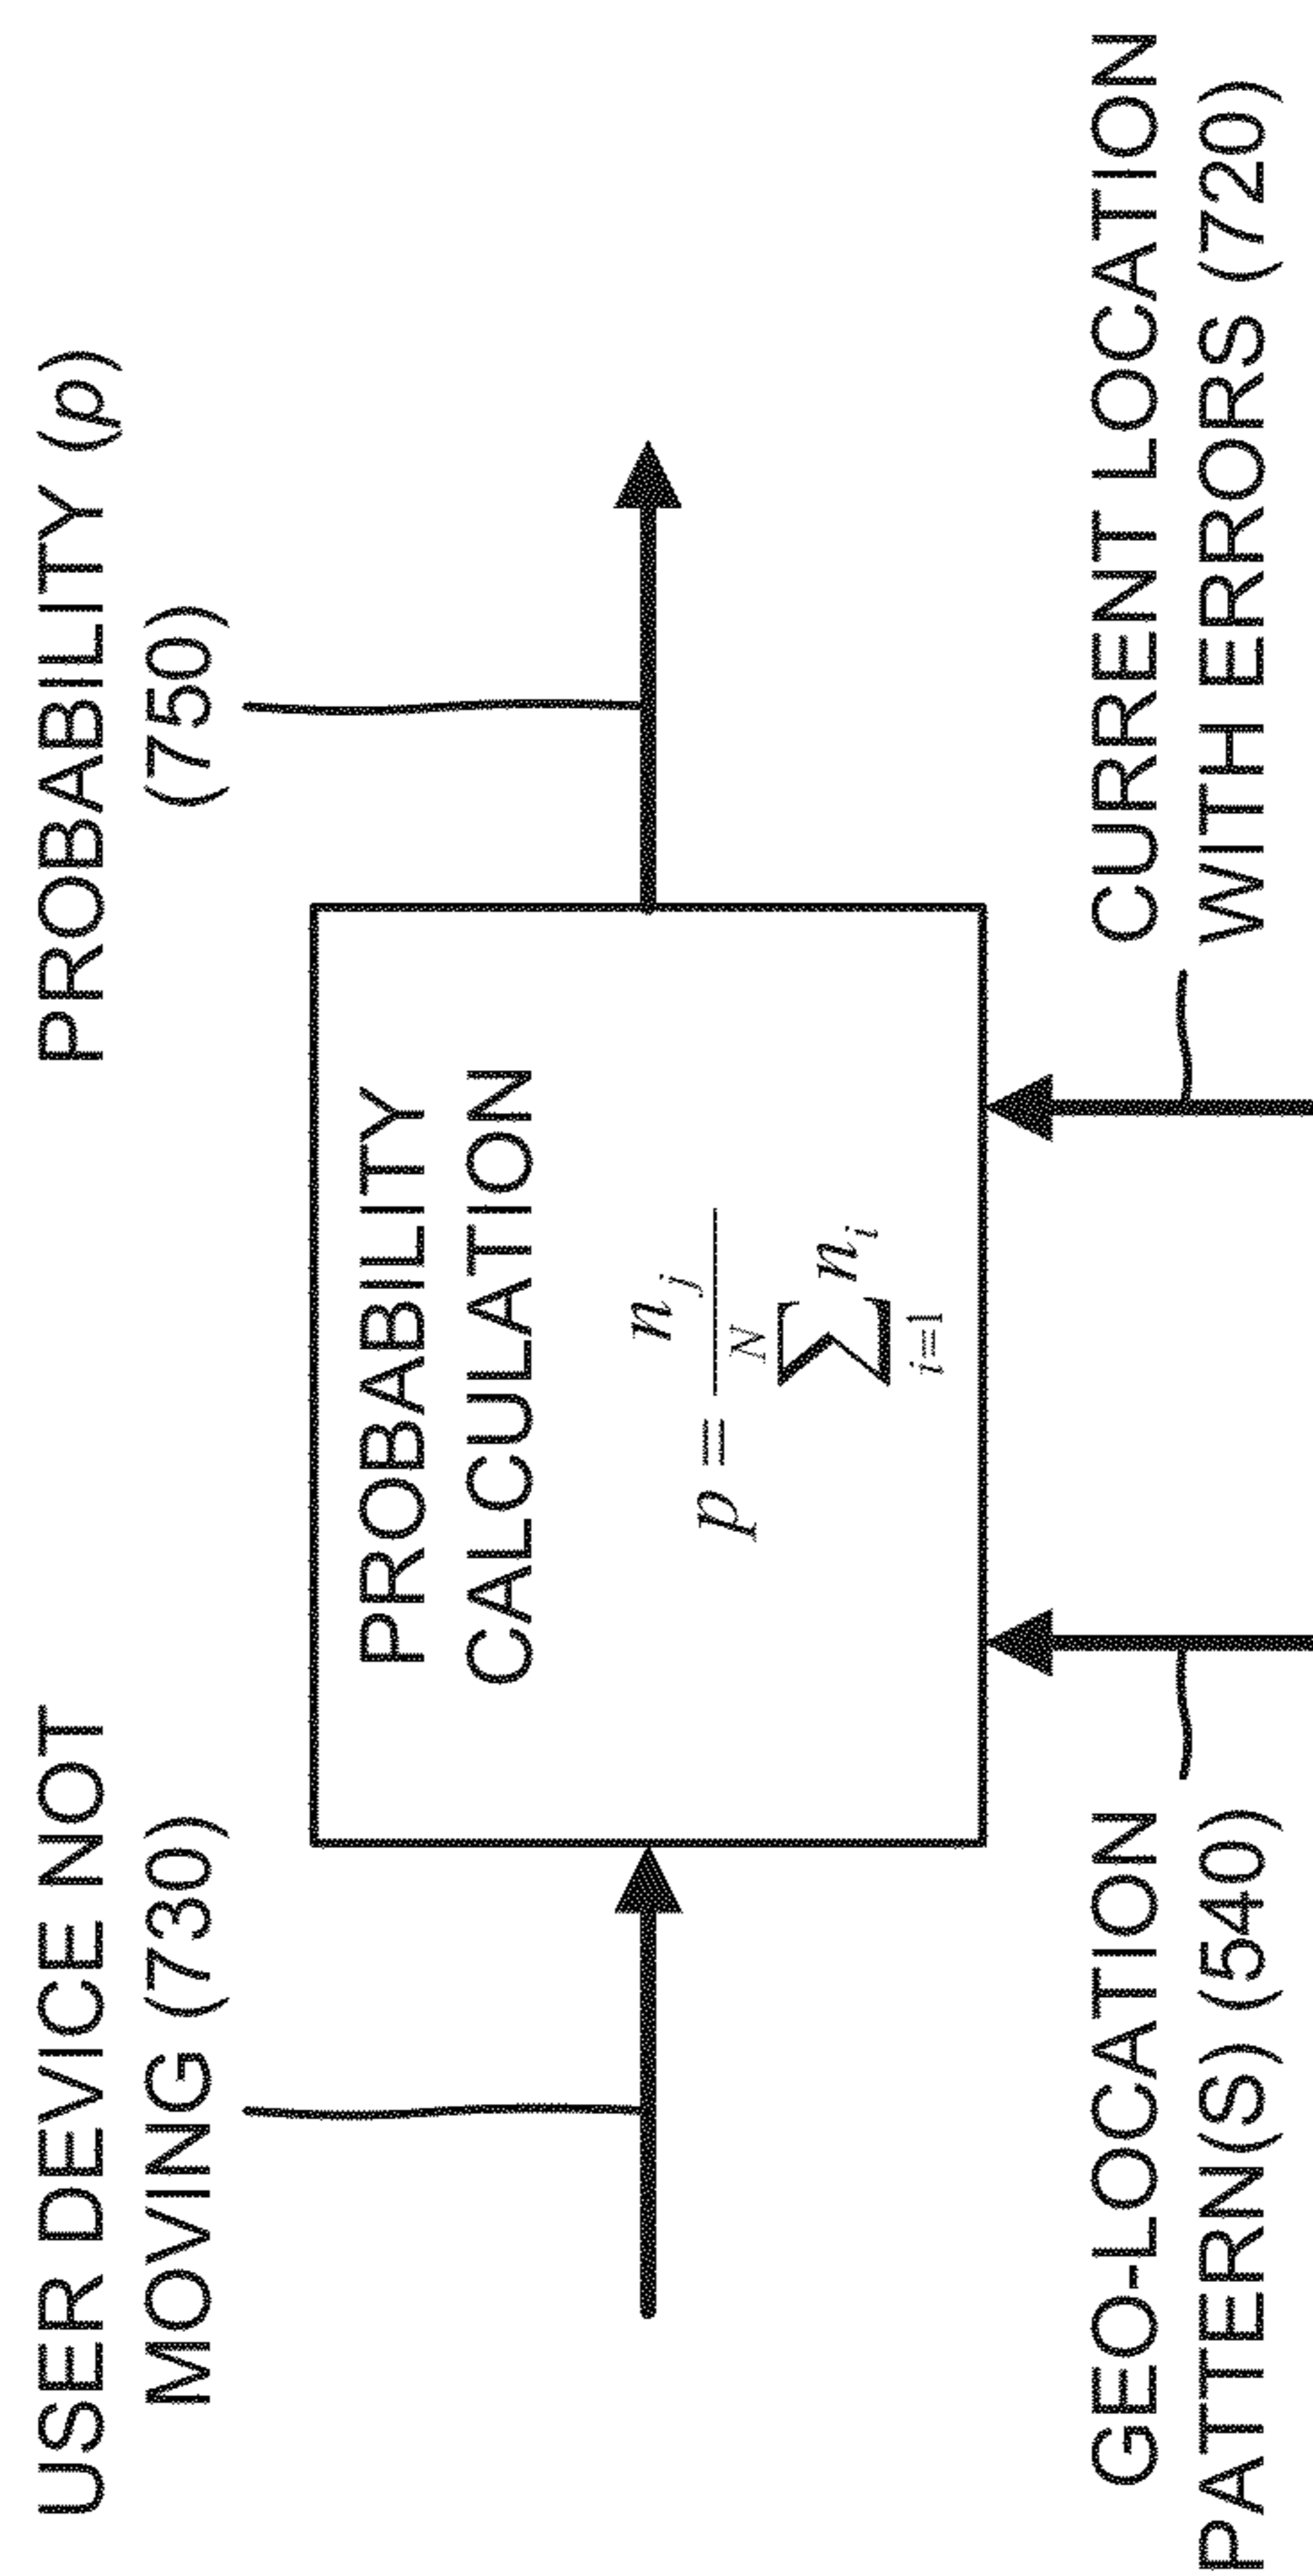 USER DEVICE NOT
MOVING (730)
PROBABILITY (p)
(750)
PROBABILITY
CALCULATION
p = n_j / ∑_{i=1}^{N} n_i
GEO-LOCATION
PATTERN(S) (540)
CURRENT LOCATION
WITH ERRORS (720)